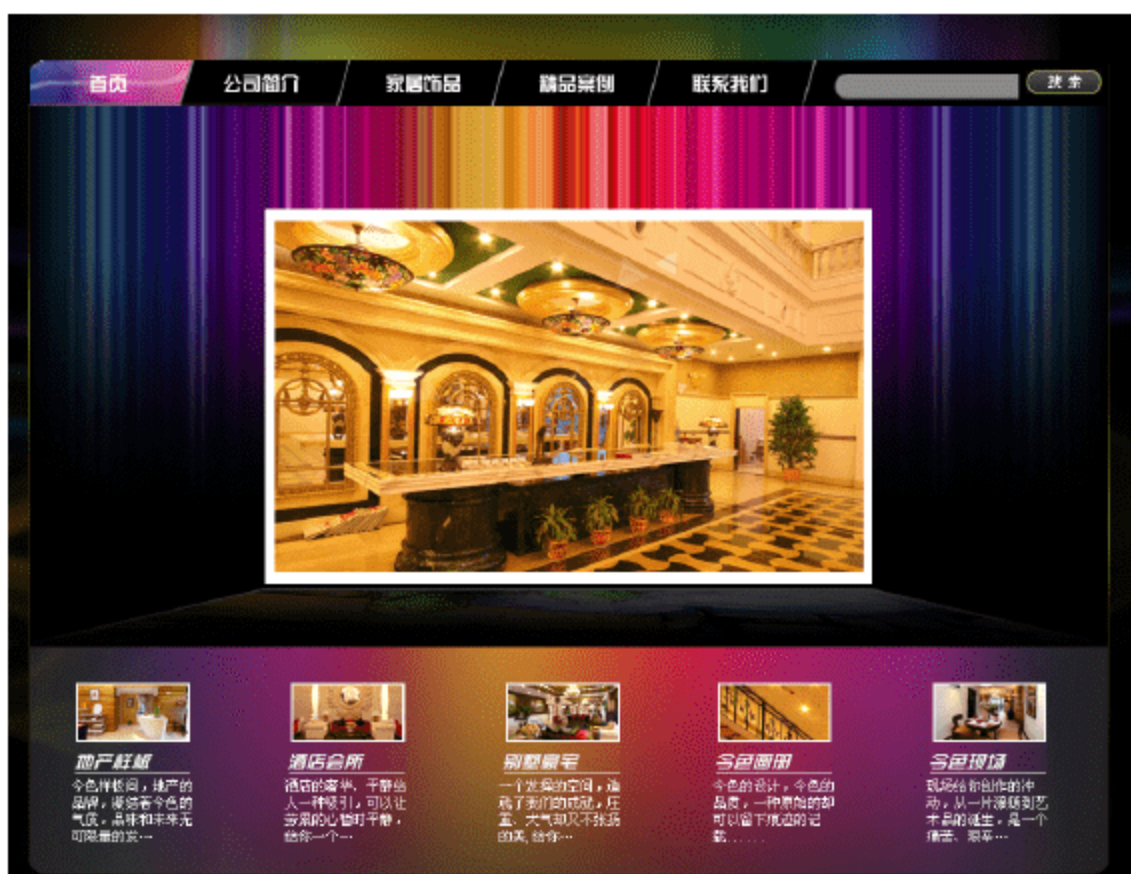 首页 公司简介 家居饰品 精品案例 联系我们 搜索
地产样板
今色样板间，地产的
品牌，凝结着今色的
气质，品味和未来无
可限量的发…
酒店会所
酒店的奢华、平静给
人一种吸引，可以让
疲累的心暂时平静，
给你一个…
别墅豪宅
一个发挥的空间，造
就了我们的成就，庄
重、大气却又不张扬
的美，给你…
今色画册
今色的设计，今色的
品质，一种原始的却
可以留下痕迹的记
载......
今色现场
现场给你创作的冲
动，从一片凌乱到艺
术品的诞生，是一个
痛苦、艰辛…